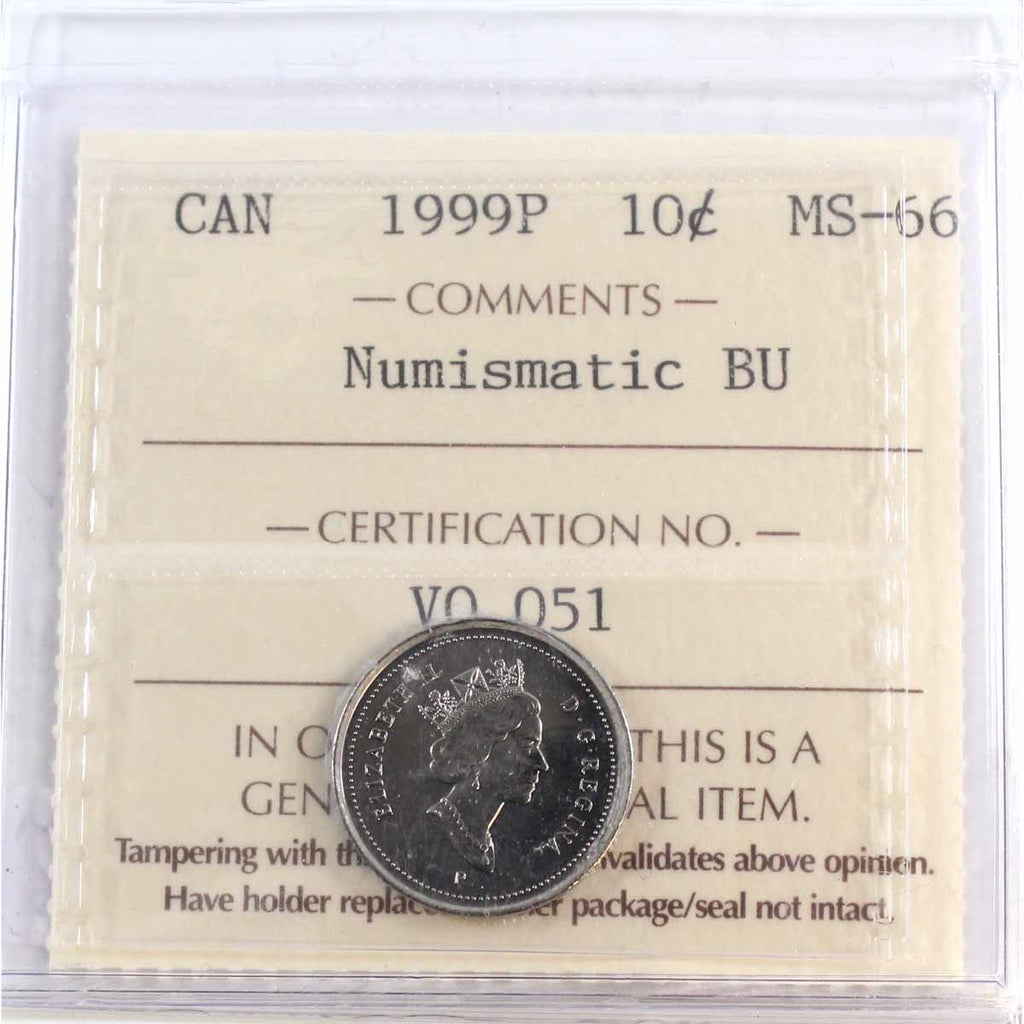 CAN 1999P 10¢ MS-66
— COMMENTS —
Numismatic BU
— CERTIFICATION NO. —
VO 051
IN O THIS IS A
GEN AL ITEM.
Tampering with th nvalidates above opinion.
Have holder replac er package/seal not intact.
ELIZABETH II D·G·REGINA
P